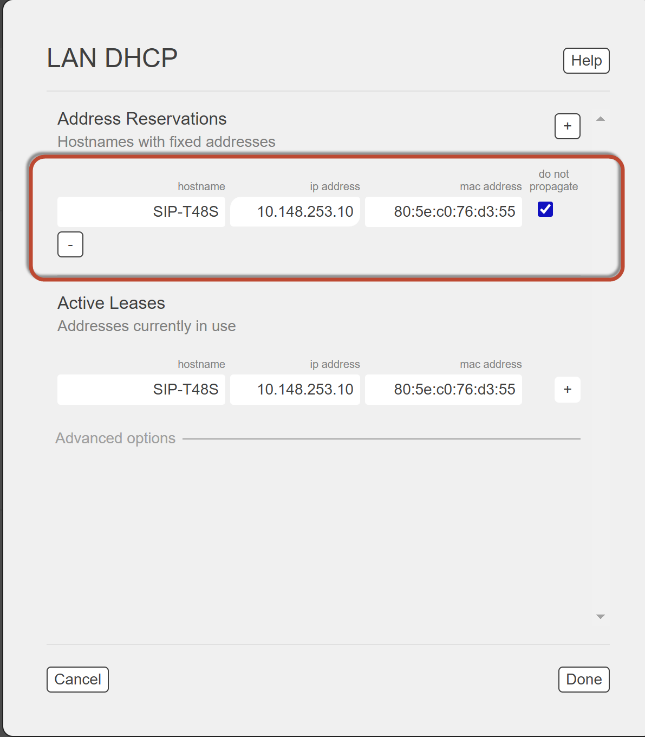 LAN DHCP
Help
Address Reservations
+
Hostnames with fixed addresses
hostname ip address mac address do not propagate
SIP-T48S 10.148.253.10 80:5e:c0:76:d3:55
-
Active Leases
Addresses currently in use
hostname ip address mac address
SIP-T48S 10.148.253.10 80:5e:c0:76:d3:55 +
Advanced options
Cancel Done